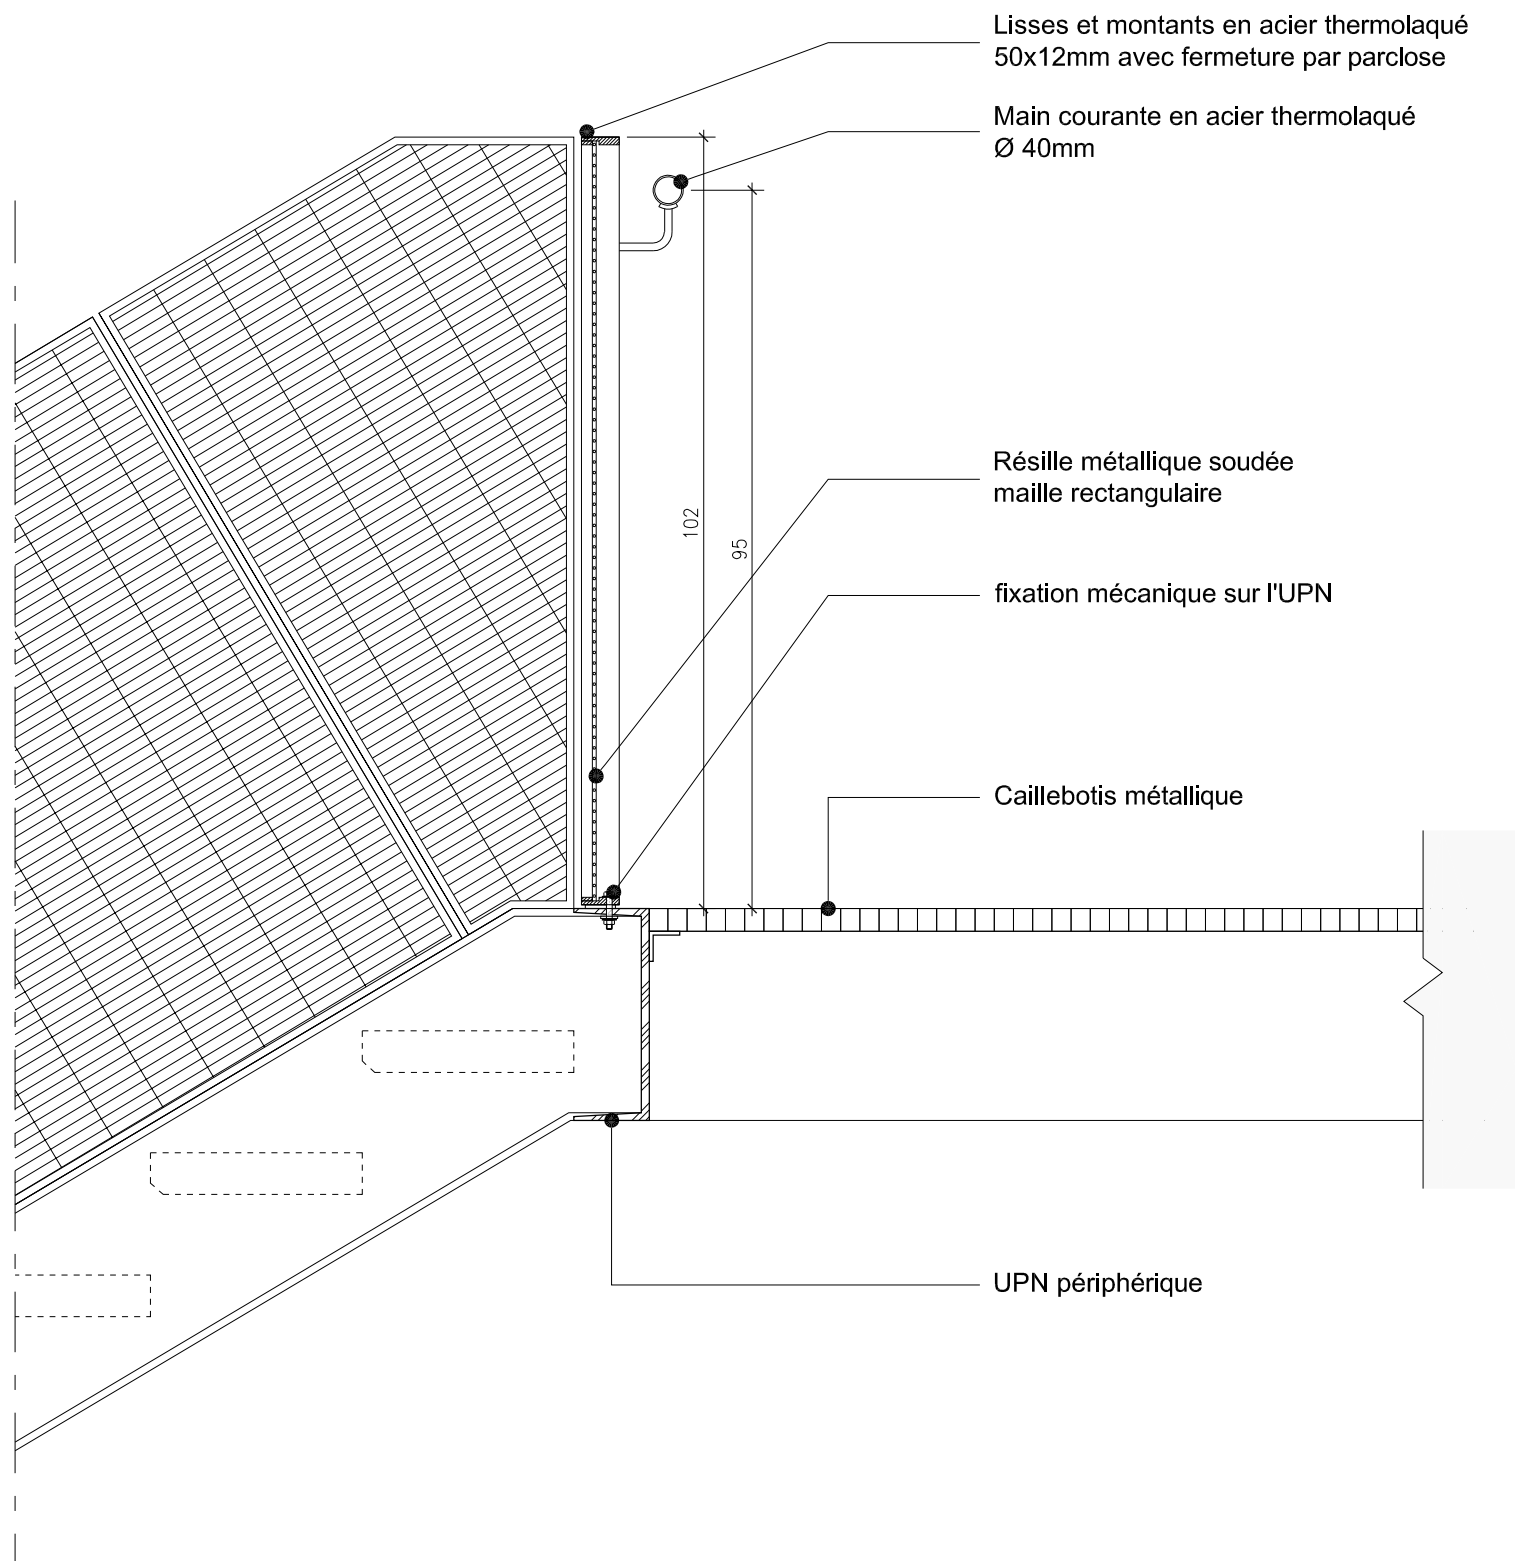 Lisses et montants en acier thermolaqué
50x12mm avec fermeture par parclose
Main courante en acier thermolaqué
Ø 40mm
Résille métallique soudée
maille rectangulaire
102
95
fixation mécanique sur l'UPN
Caillebotis métallique
UPN périphérique